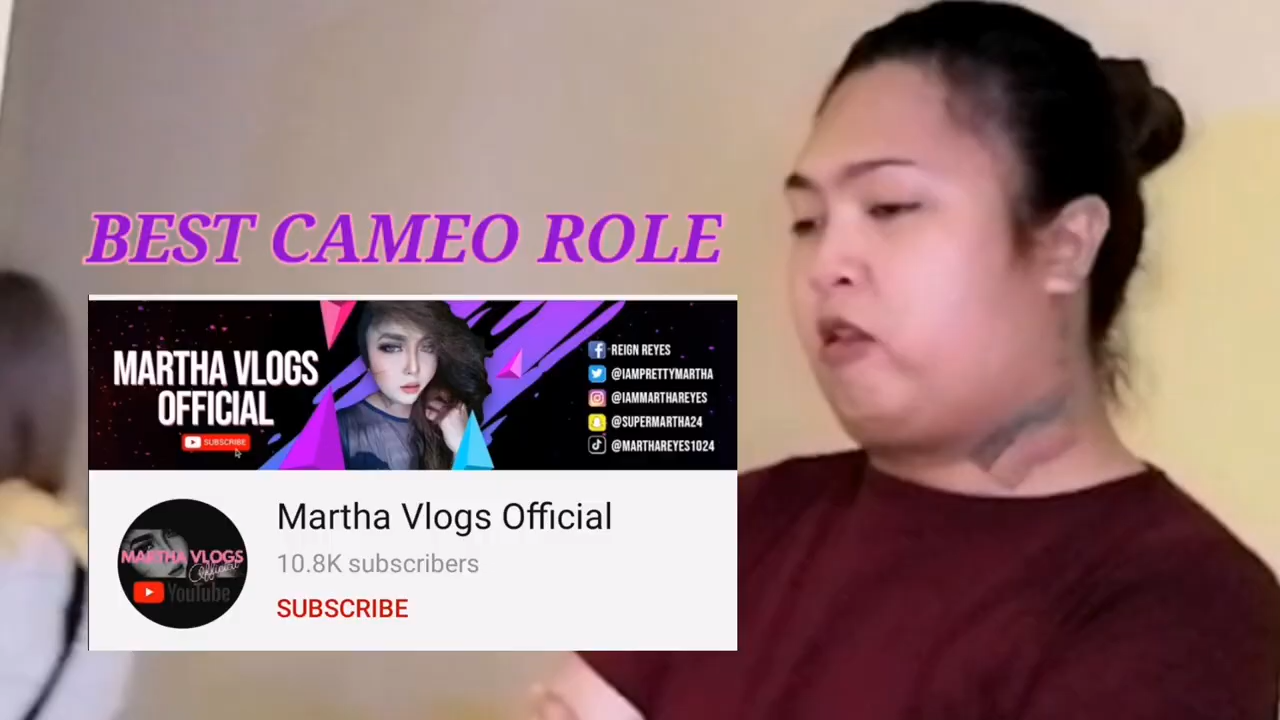 BEST CAMEO ROLE
MARTHA VLOGS
OFFICIAL
SUBSCRIBE
REIGN REYES
@IAMPRETTYMARTHA
@IAMMARTHAREYES
@SUPERMARTHA24
@MARTHAREYES1024
MARTHA VLOGS
Official
YouTube
Martha Vlogs Official
10.8K subscribers
SUBSCRIBE